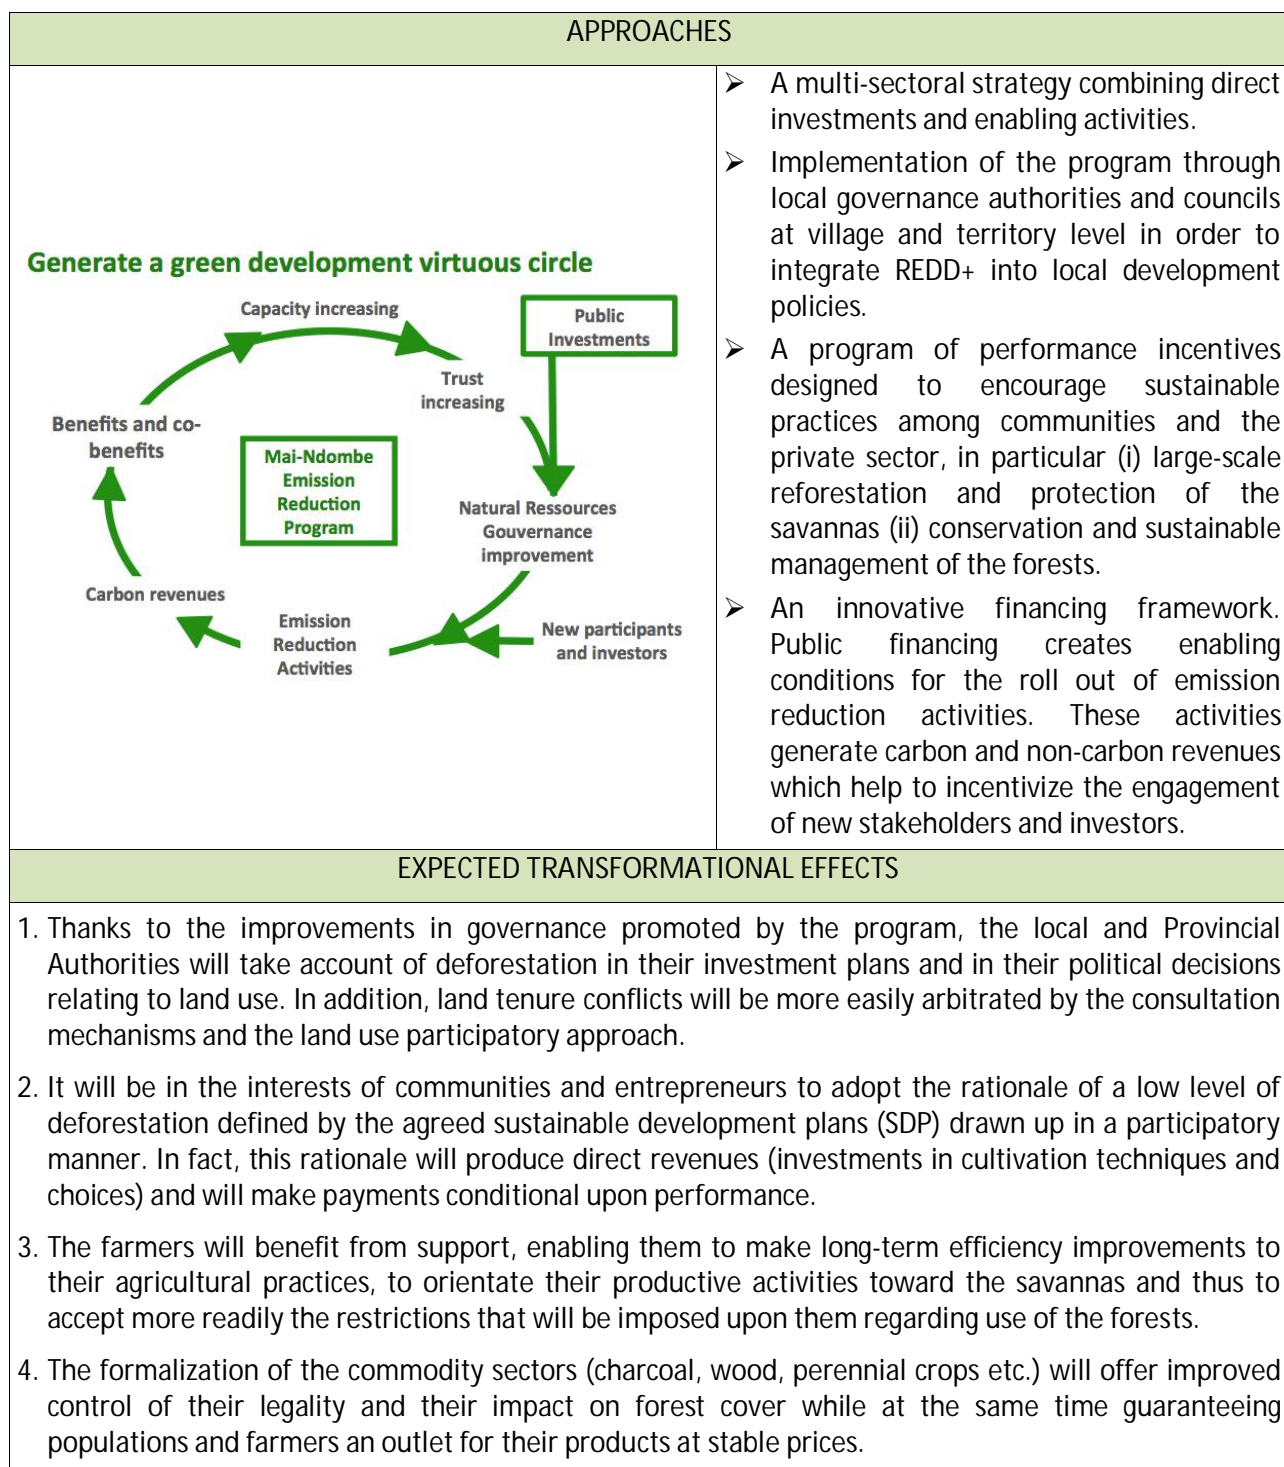 APPROACHES
Generate a green development virtuous circle
Capacity increasing
Public
Investments
Trust
increasing
Benefits and co-
benefits
Mai-Ndombe
Emission
Reduction
Program
Natural Ressources
Gouvernance
improvement
Carbon revenues
Emission
Reduction
Activities
New participants
and investors
➢ A multi-sectoral strategy combining direct
investments and enabling activities.
➢ Implementation of the program through
local governance authorities and councils
at village and territory level in order to
integrate REDD+ into local development
policies.
➢ A program of performance incentives
designed to encourage sustainable
practices among communities and the
private sector, in particular (i) large-scale
reforestation and protection of the
savannas (ii) conservation and sustainable
management of the forests.
➢ An innovative financing framework.
Public financing creates enabling
conditions for the roll out of emission
reduction activities. These activities
generate carbon and non-carbon revenues
which help to incentivize the engagement
of new stakeholders and investors.
EXPECTED TRANSFORMATIONAL EFFECTS
1. Thanks to the improvements in governance promoted by the program, the local and Provincial
Authorities will take account of deforestation in their investment plans and in their political decisions
relating to land use. In addition, land tenure conflicts will be more easily arbitrated by the consultation
mechanisms and the land use participatory approach.
2. It will be in the interests of communities and entrepreneurs to adopt the rationale of a low level of
deforestation defined by the agreed sustainable development plans (SDP) drawn up in a participatory
manner. In fact, this rationale will produce direct revenues (investments in cultivation techniques and
choices) and will make payments conditional upon performance.
3. The farmers will benefit from support, enabling them to make long-term efficiency improvements to
their agricultural practices, to orientate their productive activities toward the savannas and thus to
accept more readily the restrictions that will be imposed upon them regarding use of the forests.
4. The formalization of the commodity sectors (charcoal, wood, perennial crops etc.) will offer improved
control of their legality and their impact on forest cover while at the same time guaranteeing
populations and farmers an outlet for their products at stable prices.